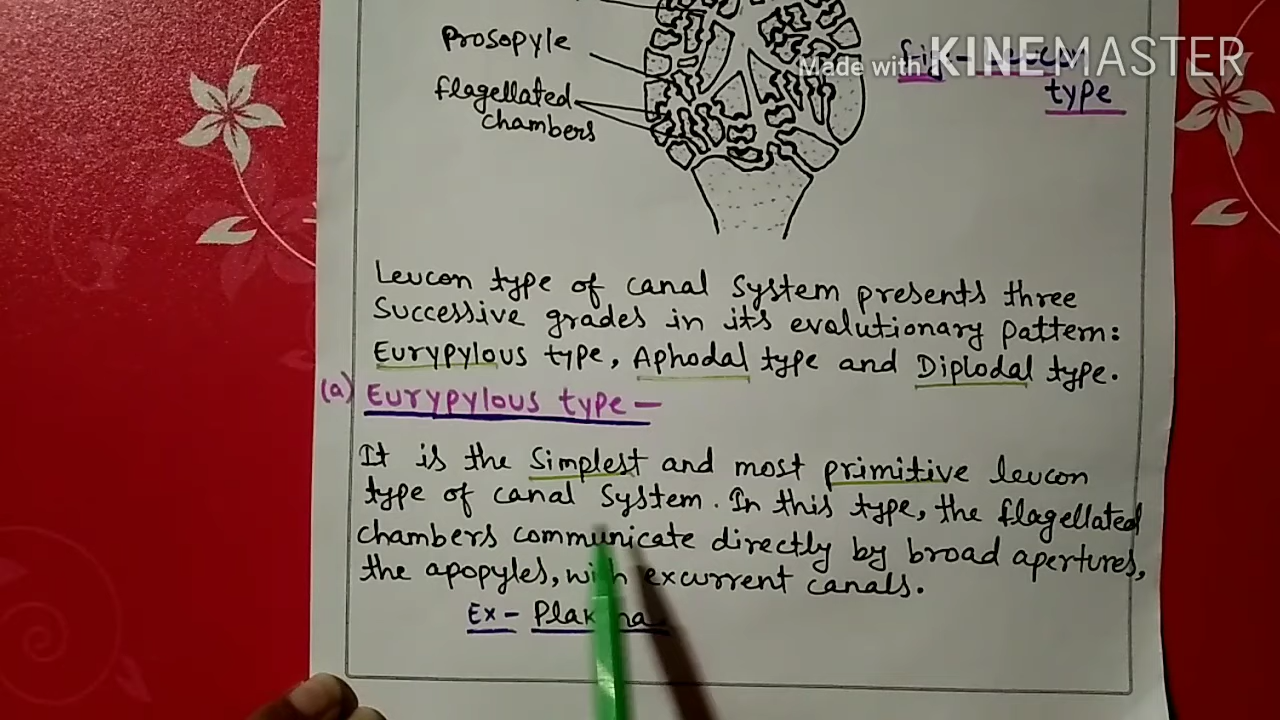 Prosopyle
flagellated
chambers
Made with KINEMASTER
fig - Leucon
type
Leucon type of canal system presents three
successive grades in its evolutionary pattern:
Eurypylous type, Aphodal type and Diplodal type.
(a) Eurypylous type -
It is the simplest and most primitive leucon
type of canal system. In this type, the flagellated
chambers communicate directly by broad apertures,
the apopyles, with excurrent canals.
Ex -